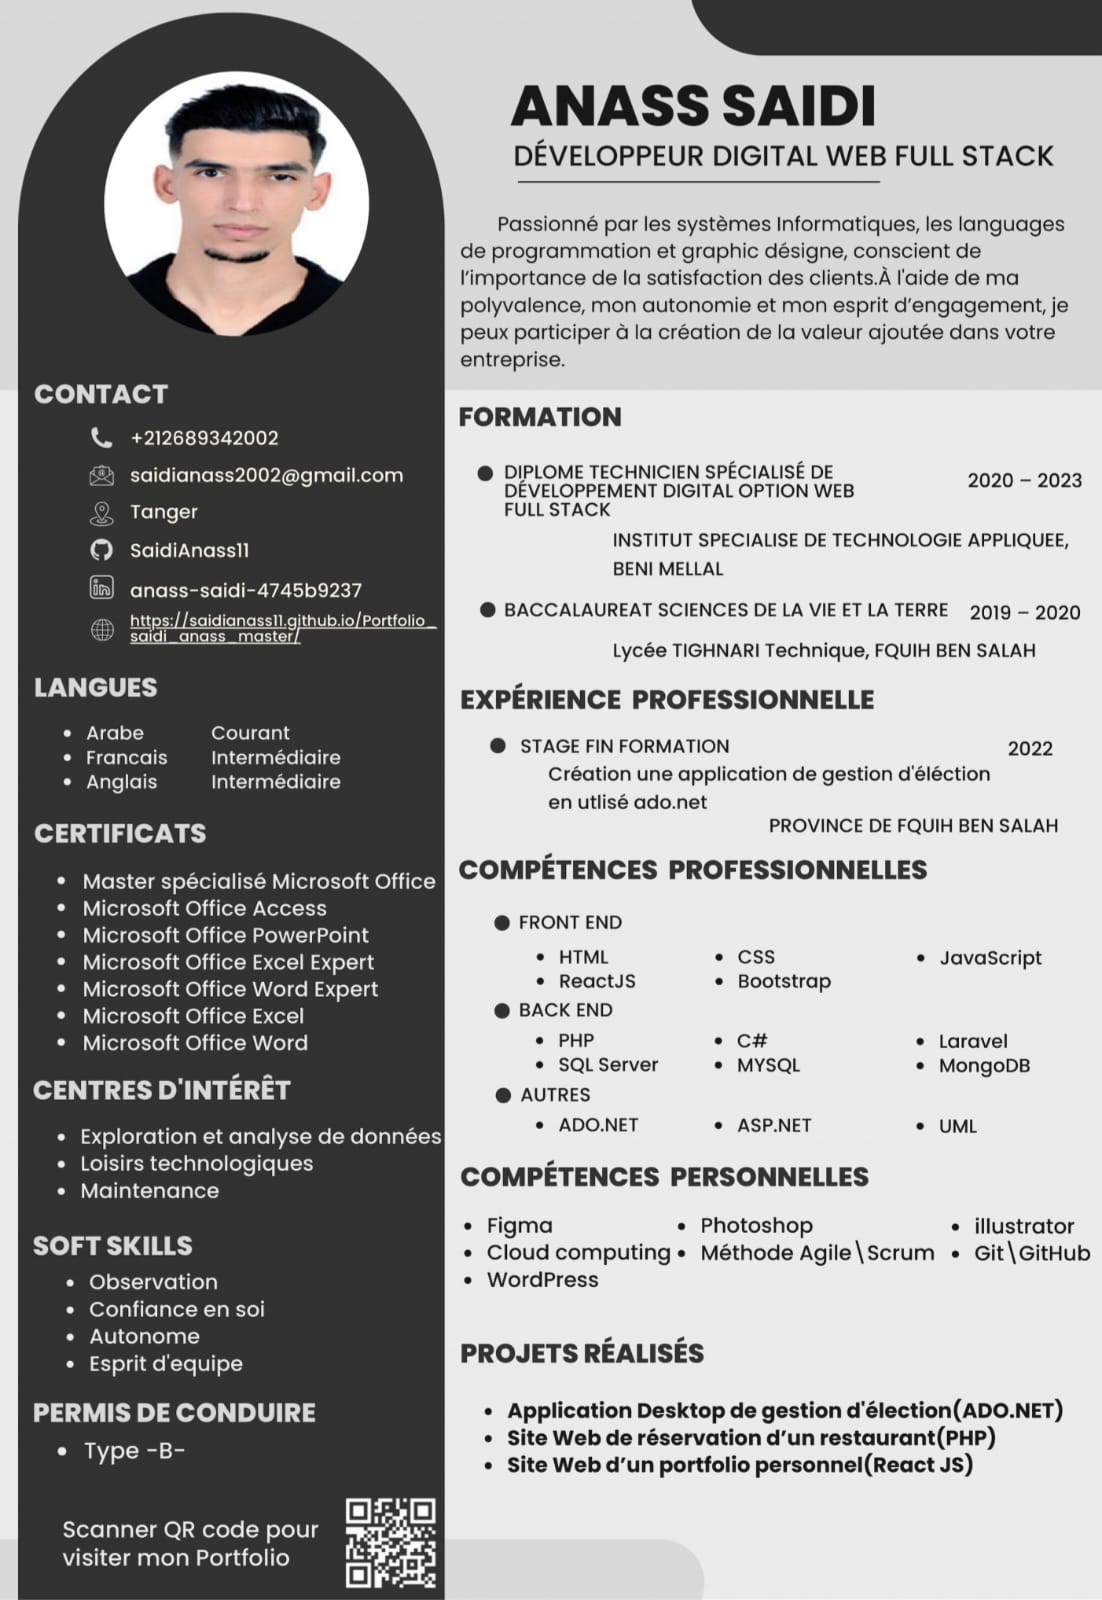 ANASS SAIDI
DÉVELOPPEUR DIGITAL WEB FULL STACK
Passionné par les systèmes Informatiques, les languages
de programmation et graphic désigne, conscient de
l’importance de la satisfaction des clients.À l'aide de ma
polyvalence, mon autonomie et mon esprit d’engagement, je
peux participer à la création de la valeur ajoutée dans votre
entreprise.
CONTACT
+212689342002
saidianass2002@gmail.com
Tanger
SaidiAnass11
anass-saidi-4745b9237
https://saidianass11.github.io/Portfolio_
saidi_anass_master/
LANGUES
• Arabe Courant
• Francais Intermédiaire
• Anglais Intermédiaire
CERTIFICATS
• Master spécialisé Microsoft Office
• Microsoft Office Access
• Microsoft Office PowerPoint
• Microsoft Office Excel Expert
• Microsoft Office Word Expert
• Microsoft Office Excel
• Microsoft Office Word
CENTRES D'INTÉRÊT
• Exploration et analyse de données
• Loisirs technologiques
• Maintenance
SOFT SKILLS
• Observation
• Confiance en soi
• Autonome
• Esprit d'equipe
PERMIS DE CONDUIRE
• Type -B-
Scanner QR code pour
visiter mon Portfolio
FORMATION
● DIPLOME TECHNICIEN SPÉCIALISÉ DE
DÉVELOPPEMENT DIGITAL OPTION WEB
FULL STACK
2020 – 2023
INSTITUT SPECIALISE DE TECHNOLOGIE APPLIQUEE,
BENI MELLAL
● BACCALAUREAT SCIENCES DE LA VIE ET LA TERRE 2019 – 2020
Lycée TIGHNARI Technique, FQUIH BEN SALAH
EXPÉRIENCE PROFESSIONNELLE
● STAGE FIN FORMATION 2022
Création une application de gestion d'éléction
en utlisé ado.net
PROVINCE DE FQUIH BEN SALAH
COMPÉTENCES PROFESSIONNELLES
● FRONT END
• HTML • CSS • JavaScript
• ReactJS • Bootstrap
● BACK END
• PHP • C# • Laravel
• SQL Server • MYSQL • MongoDB
● AUTRES
• ADO.NET • ASP.NET • UML
COMPÉTENCES PERSONNELLES
• Figma • Photoshop • illustrator
• Cloud computing • Méthode Agile\Scrum • Git\GitHub
• WordPress
PROJETS RÉALISÉS
• Application Desktop de gestion d'élection(ADO.NET)
• Site Web de réservation d’un restaurant(PHP)
• Site Web d’un portfolio personnel(React JS)